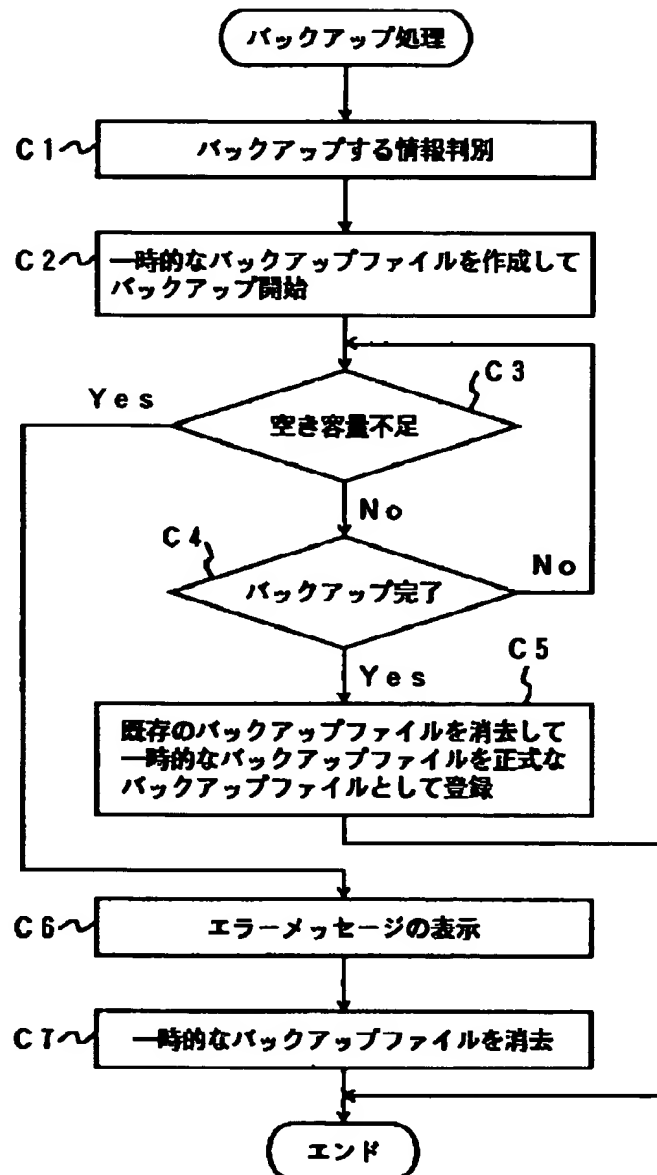 バックアップ処理
C1
バックアップする情報判別
C2
一時的なバックアップファイルを作成して
バックアップ開始
C3
Yes
空き容量不足
No
C4
No
バックアップ完了
C5
Yes
既存のバックアップファイルを消去して
一時的なバックアップファイルを正式な
バックアップファイルとして登録
C6
エラーメッセージの表示
C7
一時的なバックアップファイルを消去
エンド